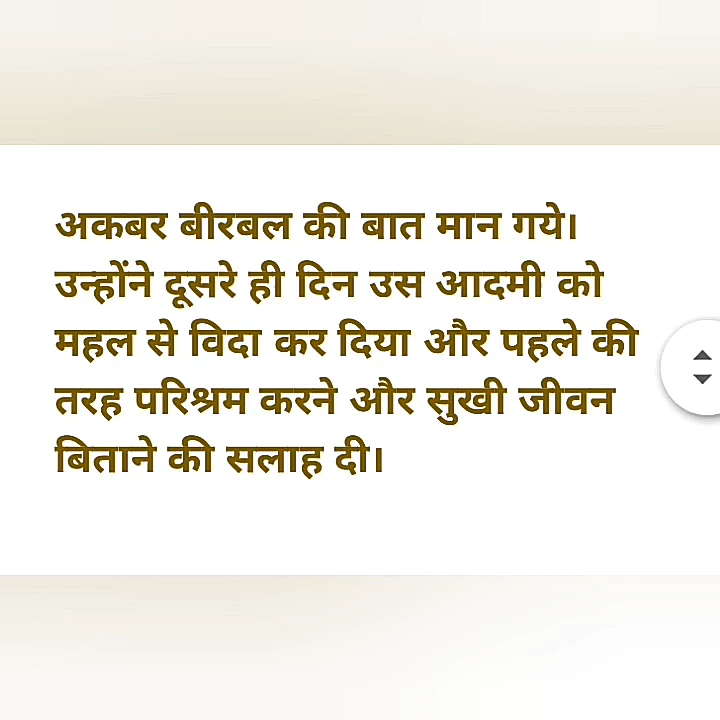 अकबर बीरबल की बात मान गये।
उन्होंने दूसरे ही दिन उस आदमी को
महल से विदा कर दिया और पहले की
तरह परिश्रम करने और सुखी जीवन
बिताने की सलाह दी।